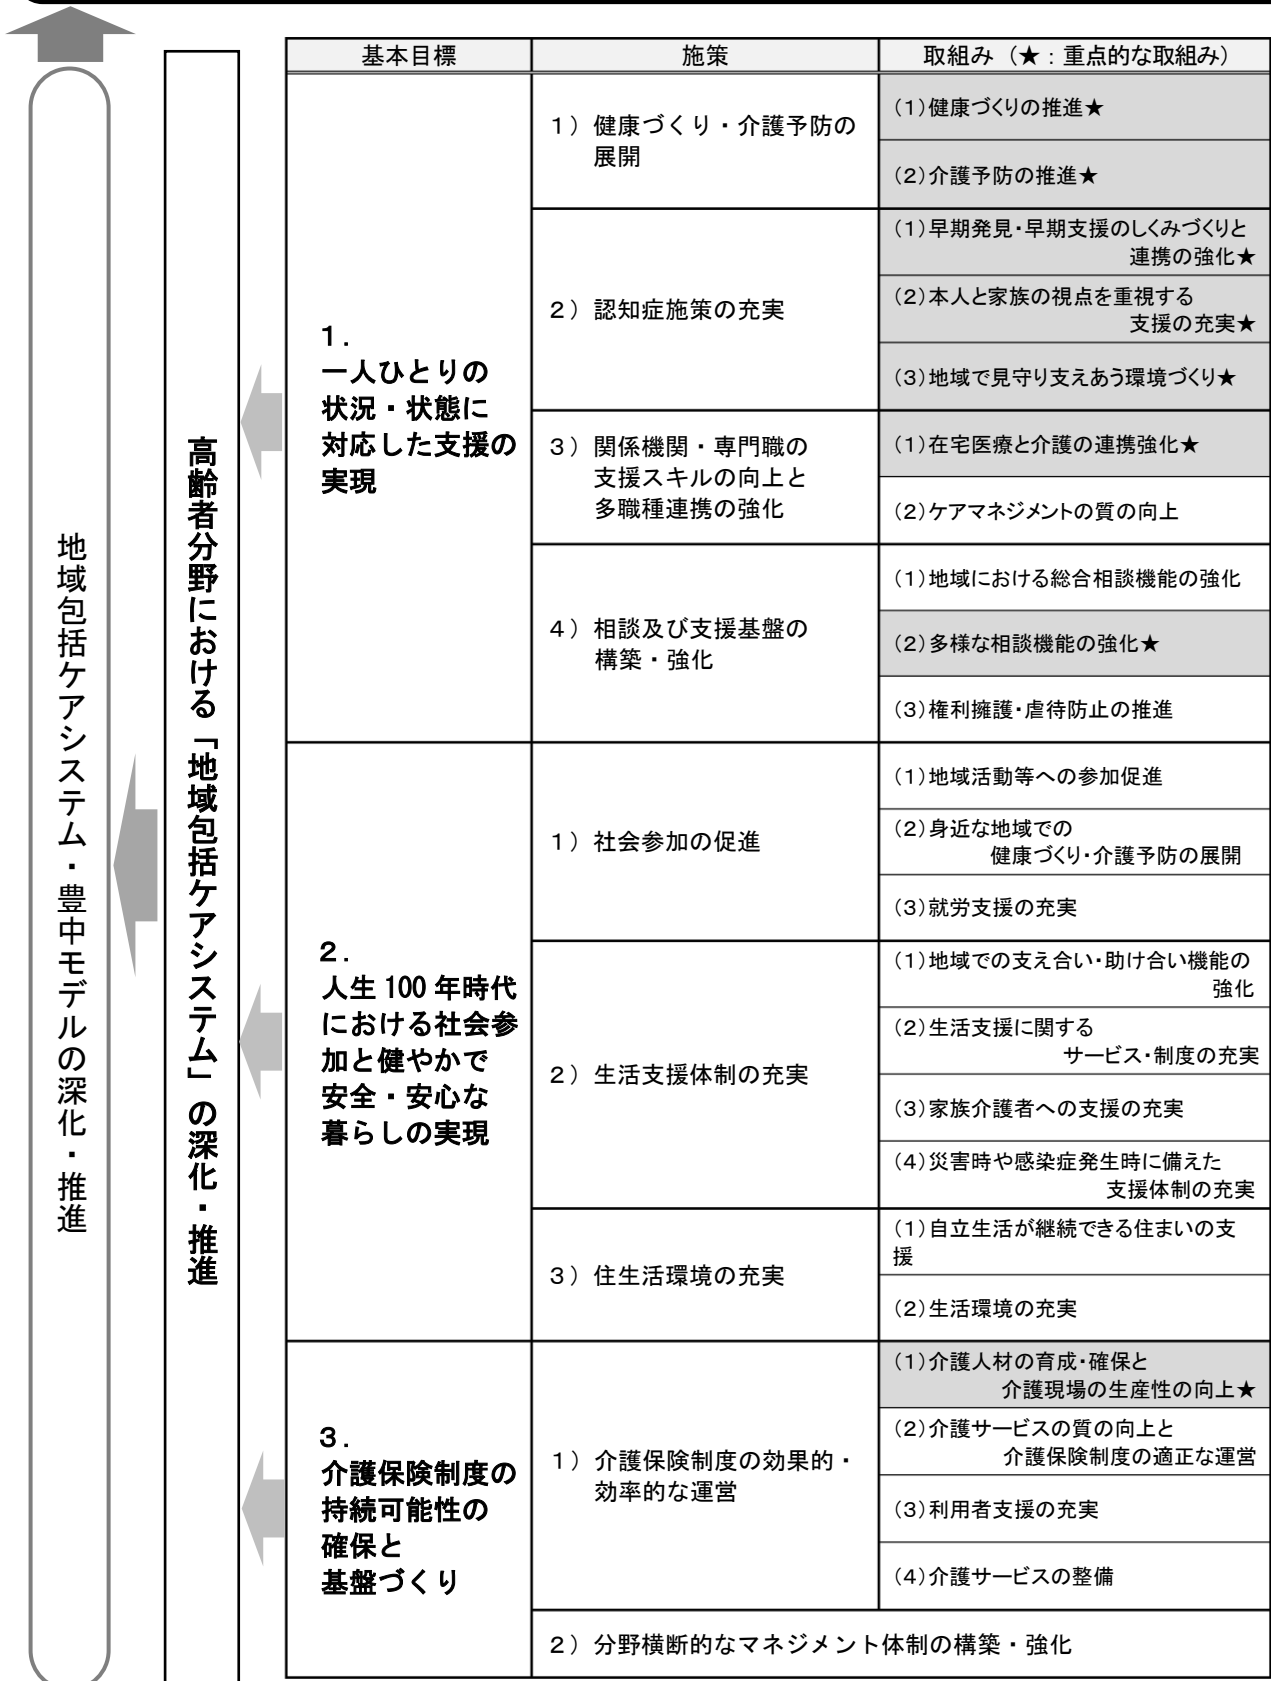 地域包括ケアシステム・豊中モデルの深化・推進
高齢者分野における「地域包括ケアシステム」の深化・推進
基本目標
施策
取組み（★：重点的な取組み）
1.
一人ひとりの
状況・状態に
対応した支援の
実現
1）健康づくり・介護予防の
展開
(1)健康づくりの推進★
(2)介護予防の推進★
2）認知症施策の充実
(1)早期発見・早期支援のしくみづくりと
連携の強化★
(2)本人と家族の視点を重視する
支援の充実★
(3)地域で見守り支えあう環境づくり★
3）関係機関・専門職の
支援スキルの向上と
多職種連携の強化
(1)在宅医療と介護の連携強化★
(2)ケアマネジメントの質の向上
4）相談及び支援基盤の
構築・強化
(1)地域における総合相談機能の強化
(2)多様な相談機能の強化★
(3)権利擁護・虐待防止の推進
2.
人生100年時代
における社会参
加と健やかで
安全・安心な
暮らしの実現
1）社会参加の促進
(1)地域活動等への参加促進
(2)身近な地域での
健康づくり・介護予防の展開
(3)就労支援の充実
2）生活支援体制の充実
(1)地域での支え合い・助け合い機能の
強化
(2)生活支援に関する
サービス・制度の充実
(3)家族介護者への支援の充実
(4)災害時や感染症発生時に備えた
支援体制の充実
3）住生活環境の充実
(1)自立生活が継続できる住まいの支
援
(2)生活環境の充実
3.
介護保険制度の
持続可能性の
確保と
基盤づくり
1）介護保険制度の効果的・
効率的な運営
(1)介護人材の育成・確保と
介護現場の生産性の向上★
(2)介護サービスの質の向上と
介護保険制度の適正な運営
(3)利用者支援の充実
(4)介護サービスの整備
2）分野横断的なマネジメント体制の構築・強化